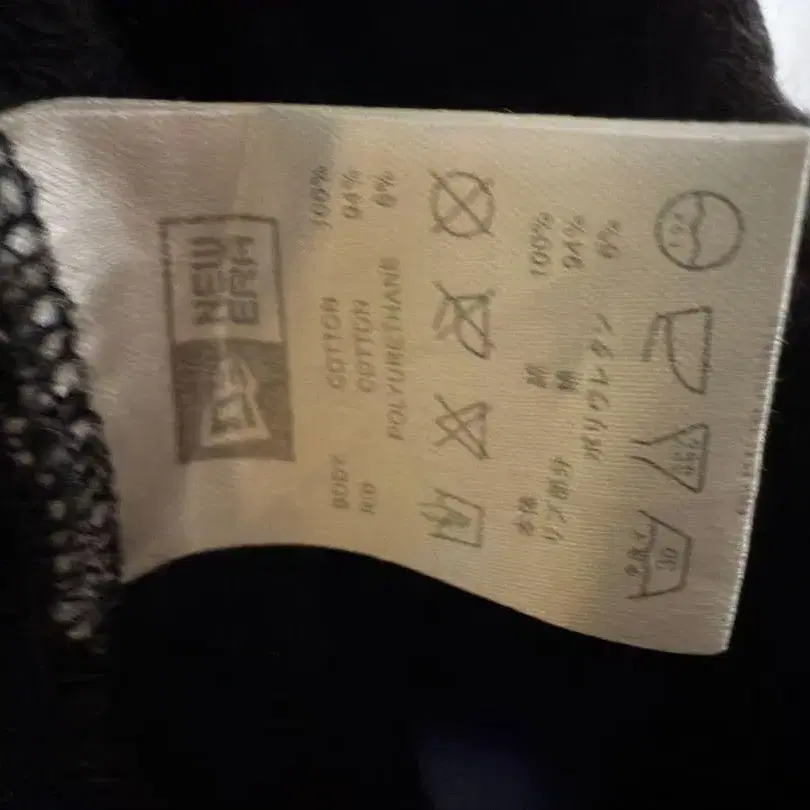 NEW
ERA
BODY COTTON 100%
RIB COTTON 94%
POLYURETHANE 6%
本体 綿 100%
リブ部分 綿 94%
ポリウレタン 6%
30